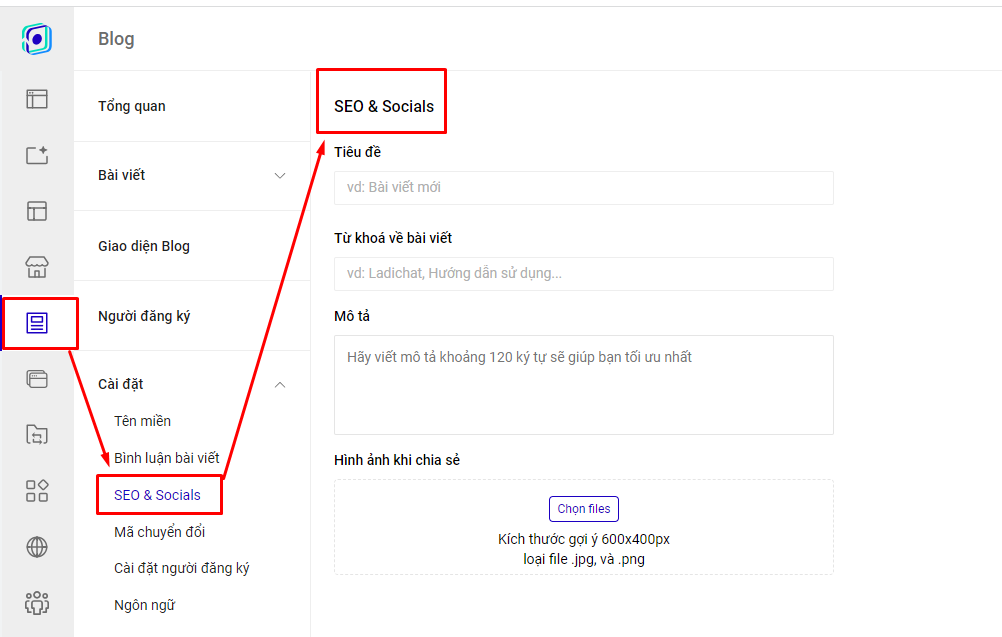 Blog
Tổng quan
Bài viết
Giao diện Blog
Người đăng ký
Cài đặt
Tên miền
Bình luận bài viết
SEO & Socials
Mã chuyển đổi
Cài đặt người đăng ký
Ngôn ngữ
SEO & Socials
Tiêu đề
vd: Bài viết mới
Từ khoá về bài viết
vd: Ladichat, Hướng dẫn sử dụng...
Mô tả
Hãy viết mô tả khoảng 120 ký tự sẽ giúp bạn tối ưu nhất
Hình ảnh khi chia sẻ
Chọn files
Kích thước gợi ý 600x400px
loại file .jpg, và .png